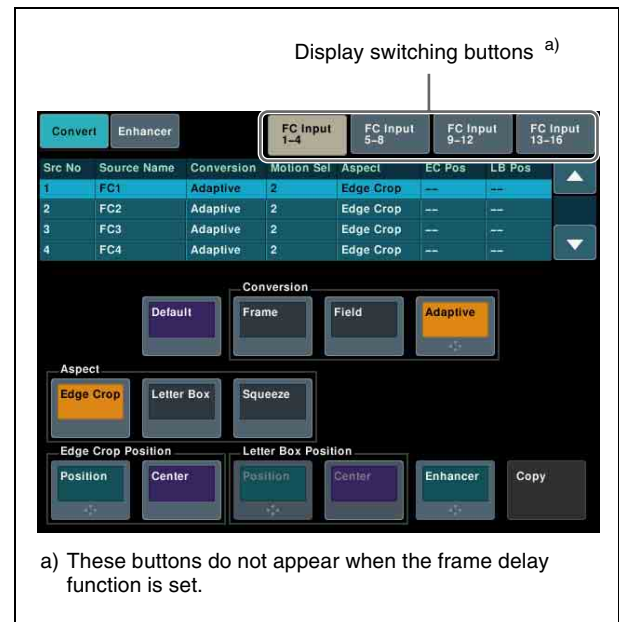 Display switching buttons a)
Convert Enhancer FC Input 1–4 FC Input 5–8 FC Input 9–12 FC Input 13–16
Src No Source Name Conversion Motion Sel Aspect EC Pos LB Pos
1 FC1 Adaptive 2 Edge Crop -- --
2 FC2 Adaptive 2 Edge Crop -- --
3 FC3 Adaptive 2 Edge Crop -- --
4 FC4 Adaptive 2 Edge Crop -- --
Conversion
Default Frame Field Adaptive
Aspect
Edge Crop Letter Box Squeeze
Edge Crop Position Letter Box Position
Position Center Position Center Enhancer Copy
a) These buttons do not appear when the frame delay
function is set.